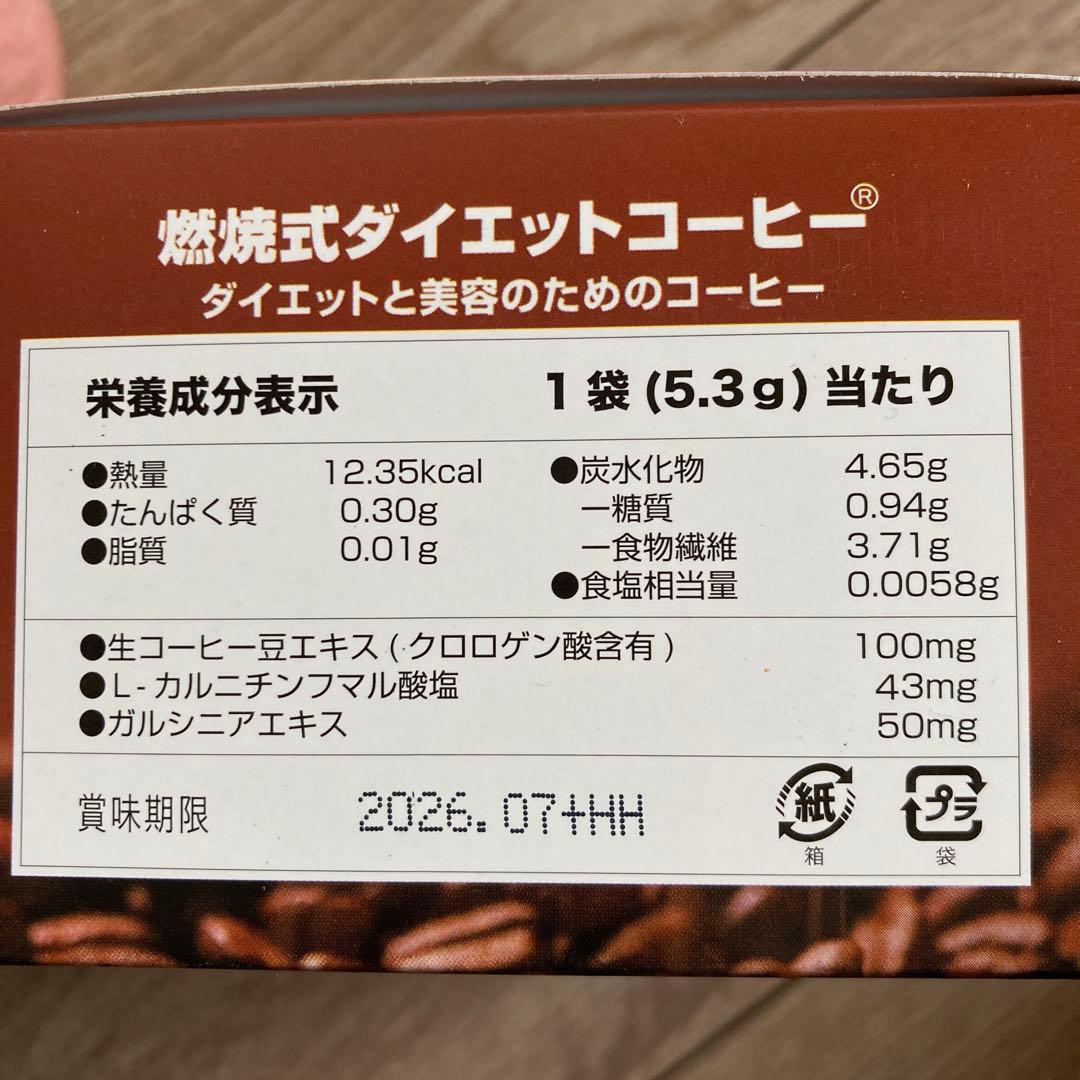 燃焼式ダイエットコーヒー®
ダイエットと美容のためのコーヒー
栄養成分表示 1袋(5.3g)当たり
●熱量 12.35kcal
●たんぱく質 0.30g
●脂質 0.01g
●炭水化物 4.65g
ー糖質 0.94g
ー食物繊維 3.71g
●食塩相当量 0.0058g
●生コーヒー豆エキス(クロロゲン酸含有) 100mg
●L-カルニチンフマル酸塩 43mg
●ガルシニアエキス 50mg
賞味期限 2026.07+HH
紙
箱
プラ
袋